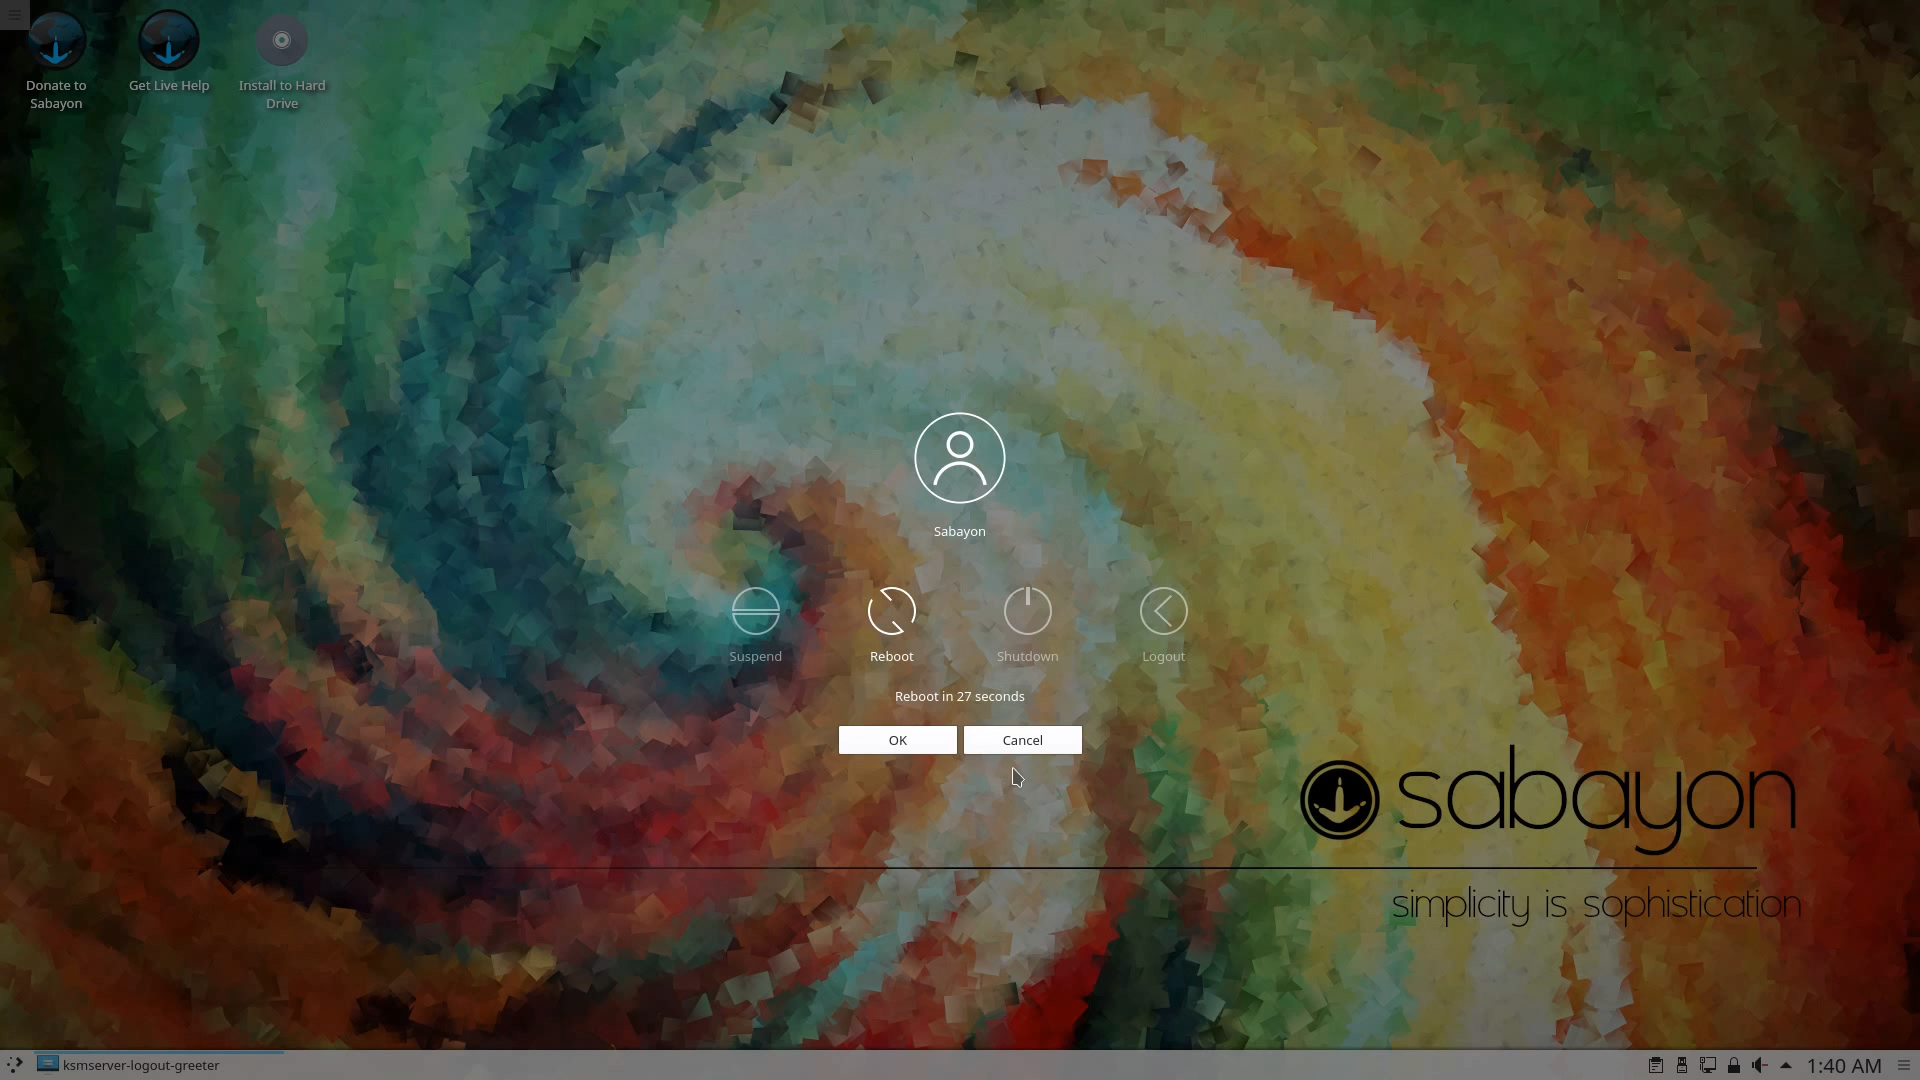 Donate to
Sabayon
Get Live Help
Install to Hard
Drive
Sabayon
Suspend
Reboot
Shutdown
Logout
Reboot in 27 seconds
OK
Cancel
sabayon
simplicity is sophistication
ksmserver-logout-greeter
1:40 AM